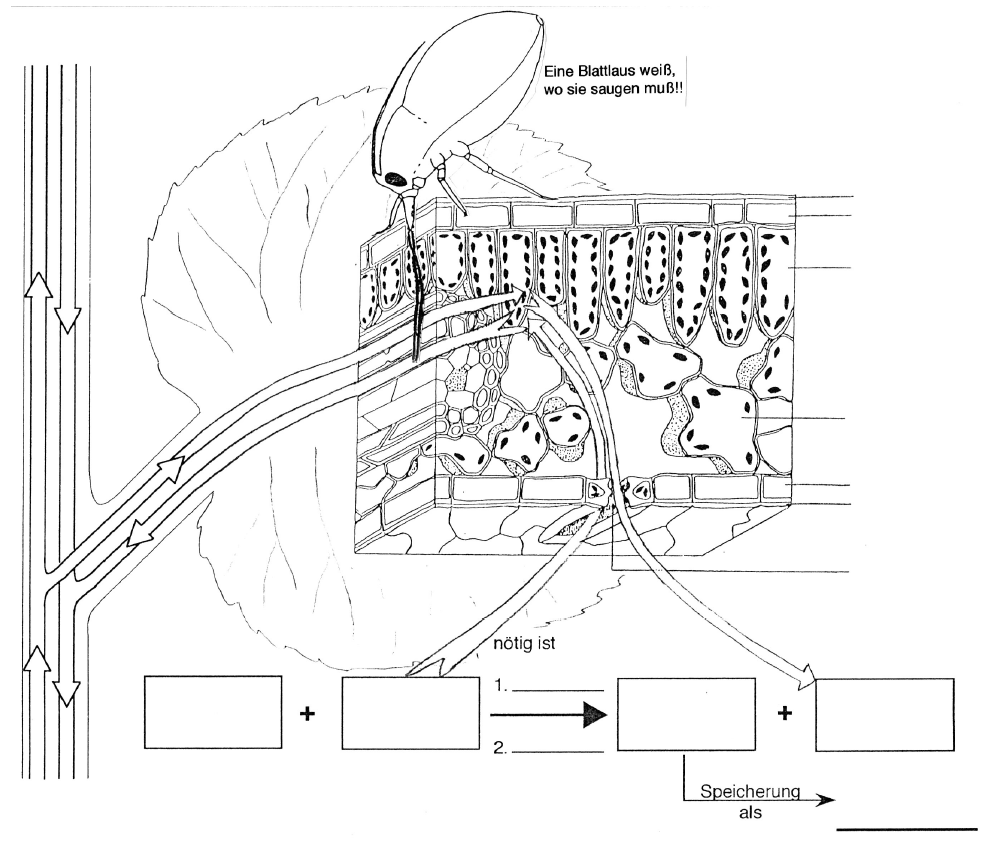 Eine Blattlaus weiß,
wo sie saugen muß!!
nötig ist
1.
+
+
2.
Speicherung
als